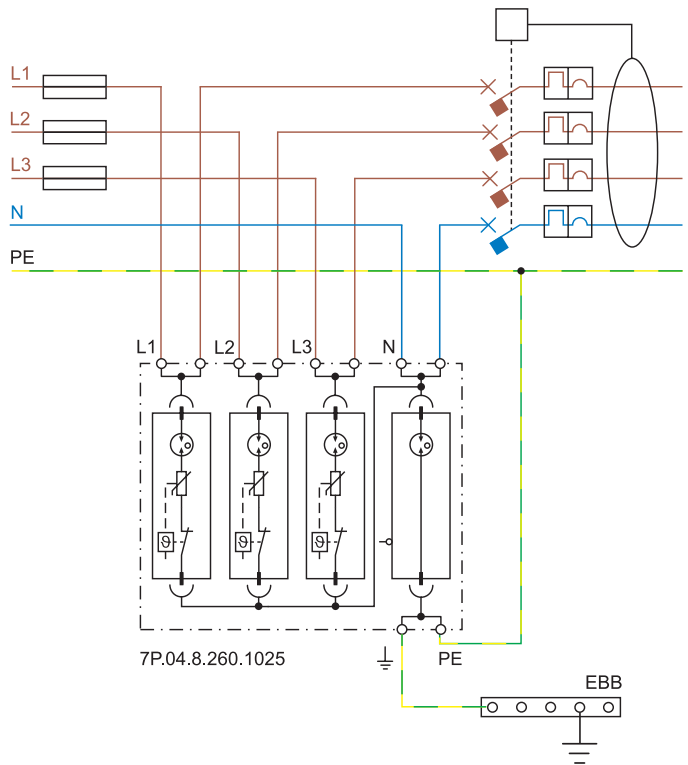 L1
L2
L3
N
PE
L1 L2 L3 N
ϑ ϑ ϑ
7P.04.8.260.1025 PE
EBB